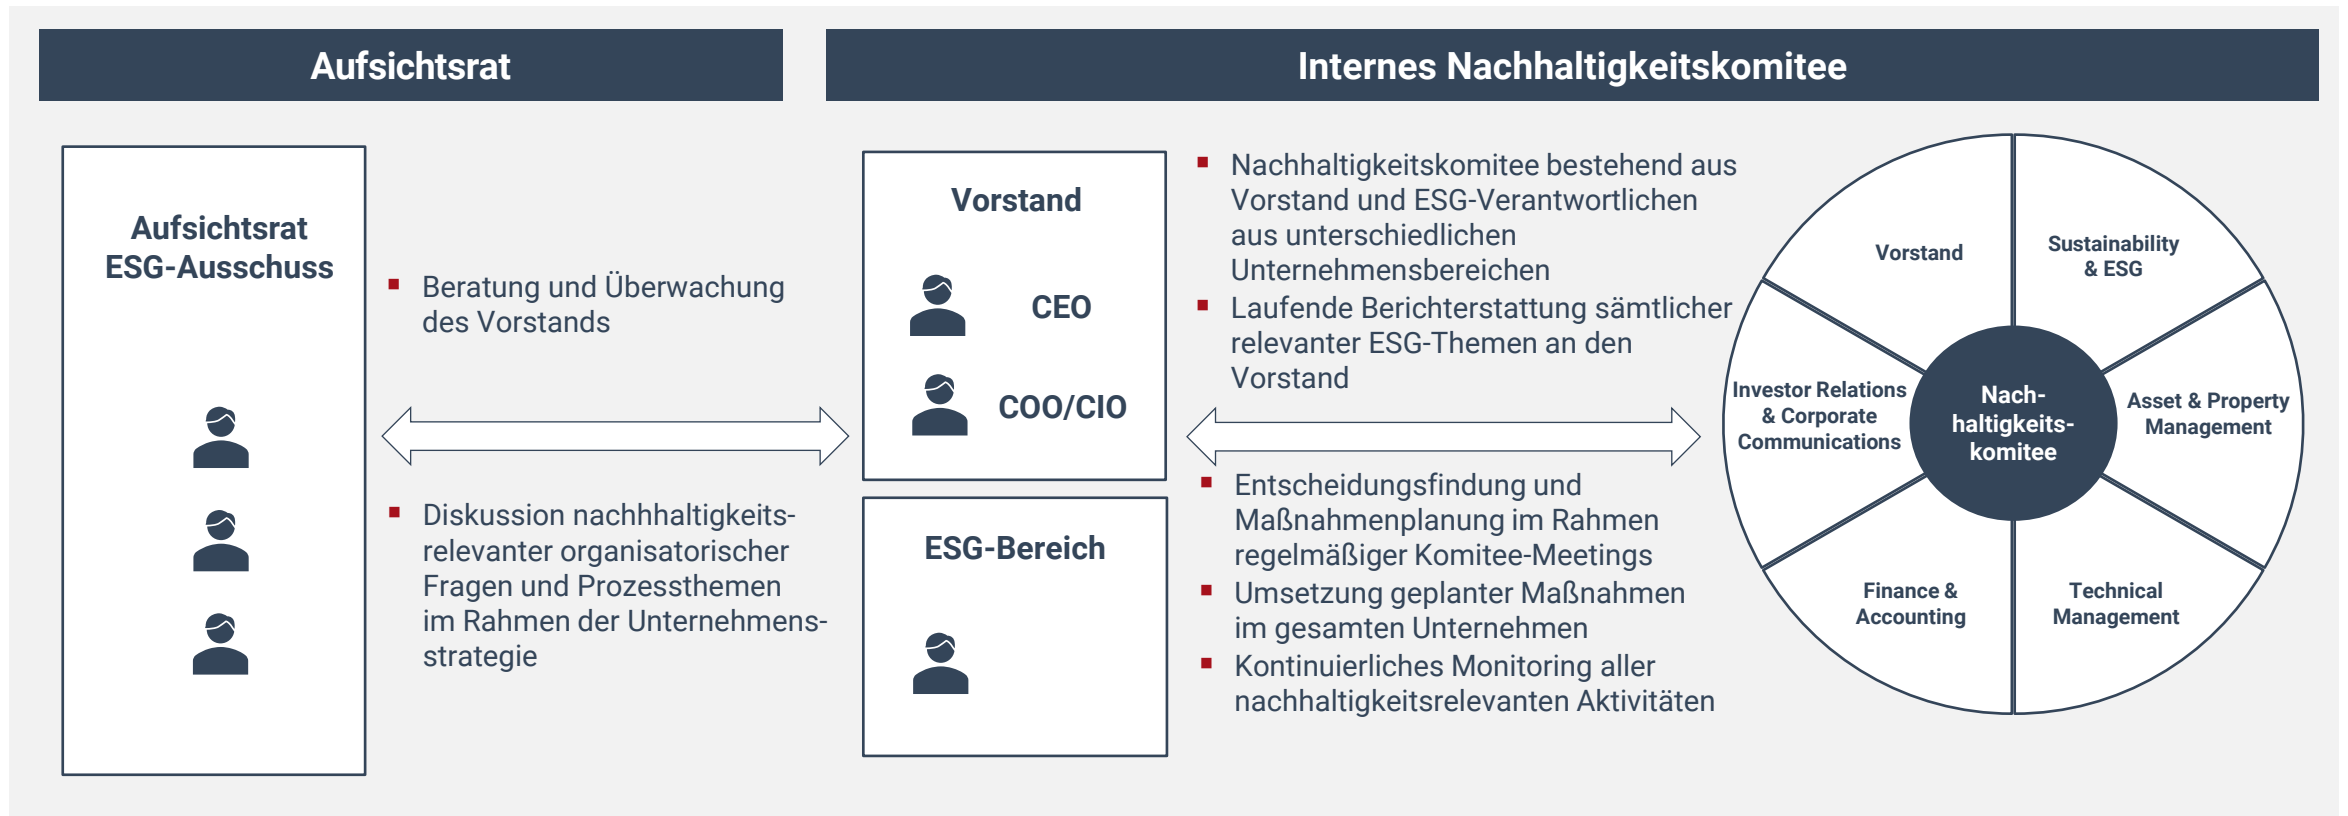 Aufsichtsrat
Internes Nachhaltigkeitskomitee
Aufsichtsrat
ESG-Ausschuss
Beratung und Überwachung
des Vorstands
Diskussion nachhhaltigkeits-
relevanter organisatorischer
Fragen und Prozessthemen
im Rahmen der Unternehmens-
strategie
Vorstand
CEO
COO/CIO
ESG-Bereich
Nachhaltigkeitskomitee bestehend aus
Vorstand und ESG-Verantwortlichen
aus unterschiedlichen
Unternehmensbereichen
Laufende Berichterstattung sämtlicher
relevanter ESG-Themen an den
Vorstand
Entscheidungsfindung und
Maßnahmenplanung im Rahmen
regelmäßiger Komitee-Meetings
Umsetzung geplanter Maßnahmen
im gesamten Unternehmen
Kontinuierliches Monitoring aller
nachhaltigkeitsrelevanten Aktivitäten
Vorstand
Sustainability
& ESG
Investor Relations
& Corporate
Communications
Nach-
haltigkeits-
komitee
Asset & Property
Management
Finance &
Accounting
Technical
Management